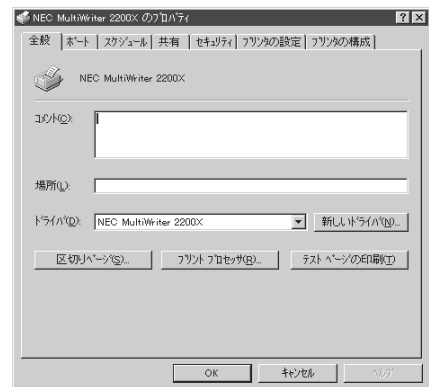 NEC MultiWriter 2200X のプロパティ
全般 ポート スケジュール 共有 セキュリティ プリンタの設定 プリンタの構成
NEC MultiWriter 2200X
コメント(C):
場所(L):
ドライバ(D): NEC MultiWriter 2200X 新しいドライバ(N)...
区切りページ(S)... プリント プロセッサ(R)... テスト ページの印刷(T)
OK キャンセル ヘルプ